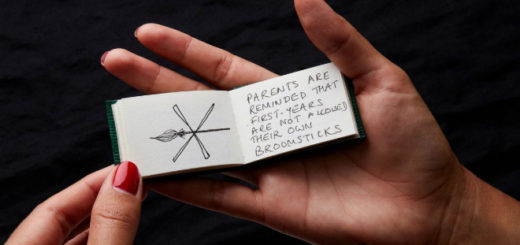 PARENTS ARE
REMINDED THAT
FIRST-YEARS
ARE NOT ALLOWED
THEIR OWN
BROOMSTICKS